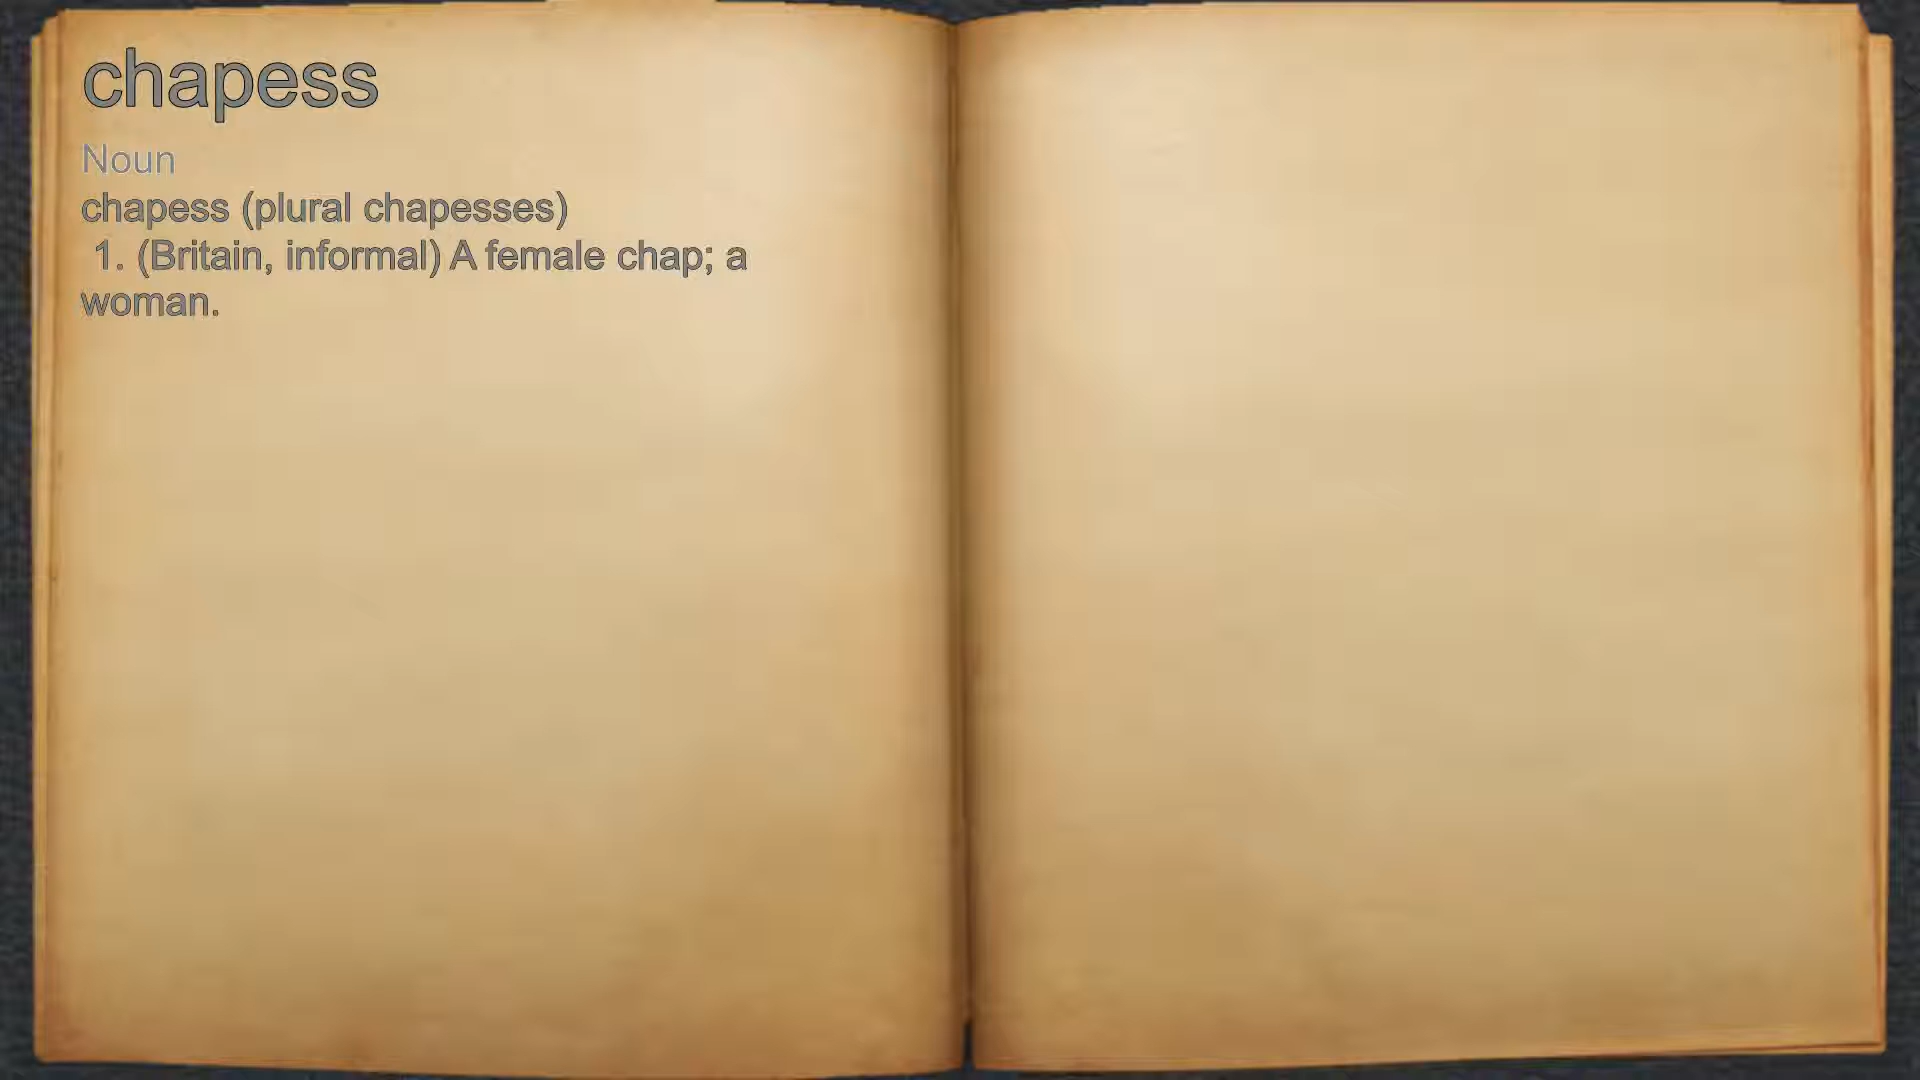 chapess
Noun
chapess (plural chapesses)
1. (Britain, informal) A female chap; a
woman.